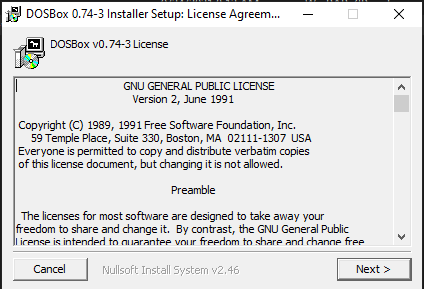 DOSBox 0.74-3 Installer Setup: License Agreem...
DOSBox v0.74-3 License
GNU GENERAL PUBLIC LICENSE
Version 2, June 1991
Copyright (C) 1989, 1991 Free Software Foundation, Inc.
59 Temple Place, Suite 330, Boston, MA  02111-1307  USA
Everyone is permitted to copy and distribute verbatim copies
of this license document, but changing it is not allowed.
Preamble
The licenses for most software are designed to take away your
freedom to share and change it.  By contrast, the GNU General Public
License is intended to guarantee your freedom to share and change free
Cancel
Nullsoft Install System v2.46
Next >